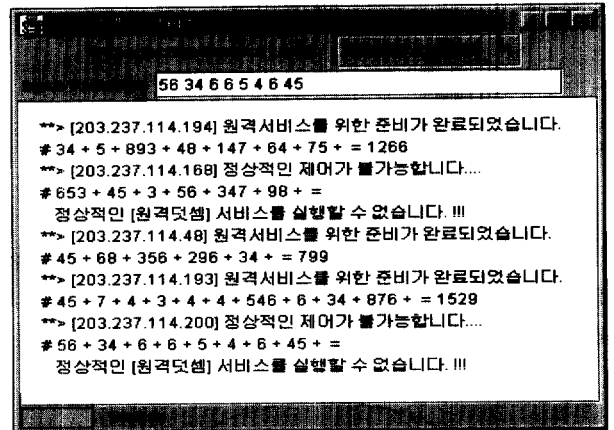 56 34 6 6 5 4 6 45
**> [203.237.114.194] 원격서비스를 위한 준비가 완료되었습니다.
# 34 + 5 + 893 + 48 + 147 + 64 + 75 + = 1266
**> [203.237.114.168] 정상적인 제어가 불가능합니다....
# 653 + 45 + 3 + 56 + 347 + 98 + =
정상적인 [원격덧셈] 서비스를 실행할 수 없습니다. !!!
**> [203.237.114.48] 원격서비스를 위한 준비가 완료되었습니다.
# 45 + 68 + 356 + 296 + 34 + = 799
**> [203.237.114.193] 원격서비스를 위한 준비가 완료되었습니다.
# 45 + 7 + 4 + 3 + 4 + 4 + 546 + 6 + 34 + 876 + = 1529
**> [203.237.114.200] 정상적인 제어가 불가능합니다....
# 56 + 34 + 6 + 6 + 5 + 4 + 6 + 45 + =
정상적인 [원격덧셈] 서비스를 실행할 수 없습니다. !!!